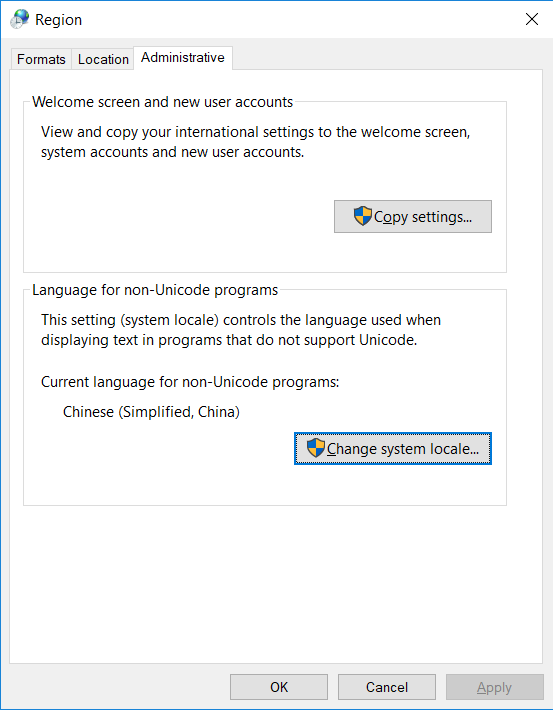 Region
Formats
Location
Administrative
Welcome screen and new user accounts
View and copy your international settings to the welcome screen,
system accounts and new user accounts.
Copy settings...
Language for non-Unicode programs
This setting (system locale) controls the language used when
displaying text in programs that do not support Unicode.
Current language for non-Unicode programs:
Chinese (Simplified, China)
Change system locale...
OK
Cancel
Apply